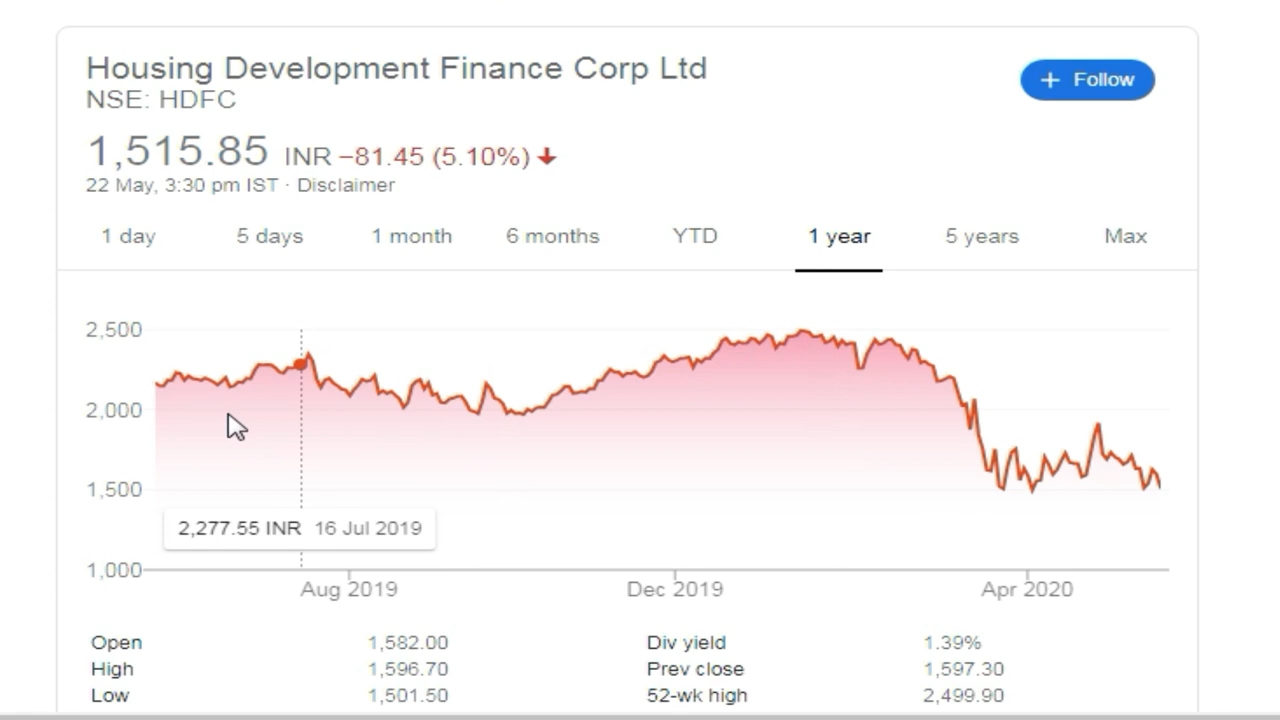 Housing Development Finance Corp Ltd
NSE: HDFC
+ Follow
1,515.85 INR −81.45 (5.10%)
22 May, 3:30 pm IST · Disclaimer
1 day 5 days 1 month 6 months YTD 1 year 5 years Max
2,500
2,000
1,500
2,277.55 INR 16 Jul 2019
1,000
Aug 2019 Dec 2019 Apr 2020
Open 1,582.00 Div yield 1.39%
High 1,596.70 Prev close 1,597.30
Low 1,501.50 52-wk high 2,499.90